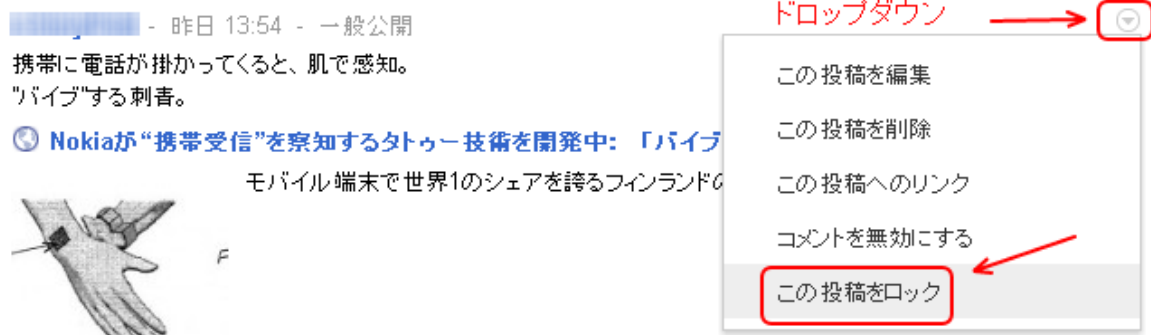 - 昨日 13:54 - 一般公開
携帯に電話が掛かってくると、肌で感知。
"バイブ"する刺青。
Nokiaが“携帯受信”を察知するタトゥー技術を開発中: 「バイブ
モバイル端末で世界1のシェアを誇るフィンランドの
F
ドロップダウン
この投稿を編集
この投稿を削除
この投稿へのリンク
コメントを無効にする
この投稿をロック